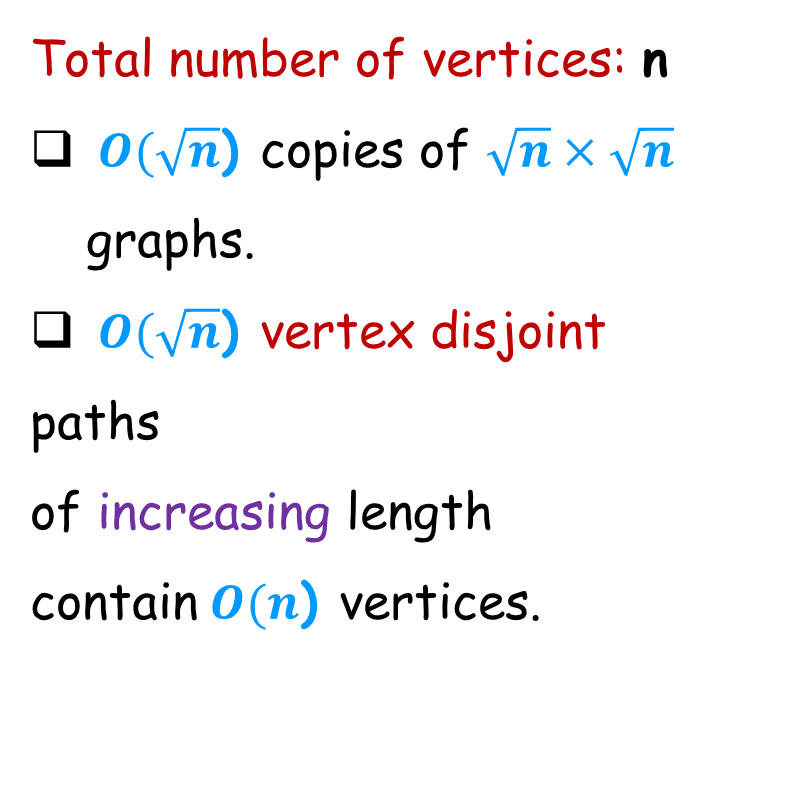 Total number of vertices: n
❑ O(√n) copies of √n × √n
graphs.
❑ O(√n) vertex disjoint
paths
of increasing length
contain O(n) vertices.